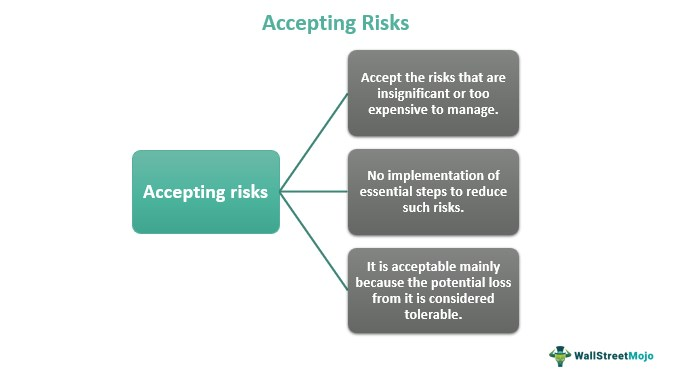 Accepting Risks
Accepting risks
Accept the risks that are
insignificant or too
expensive to manage.
No implementation of
essential steps to reduce
such risks.
It is acceptable mainly
because the potential loss
from it is considered
tolerable.
WallStreetMojo